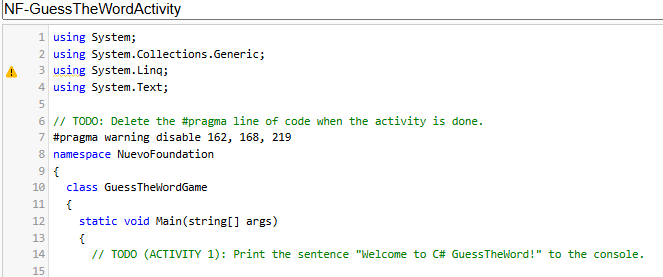 NF-GuessTheWordActivity
1 using System;
2 using System.Collections.Generic;
3 using System.Linq;
4 using System.Text;
5
6 // TODO: Delete the #pragma line of code when the activity is done.
7 #pragma warning disable 162, 168, 219
8 namespace NuevoFoundation
9 {
10 class GuessTheWordGame
11 {
12 static void Main(string[] args)
13 {
14 // TODO (ACTIVITY 1): Print the sentence "Welcome to C# GuessTheWord!" to the console.
15